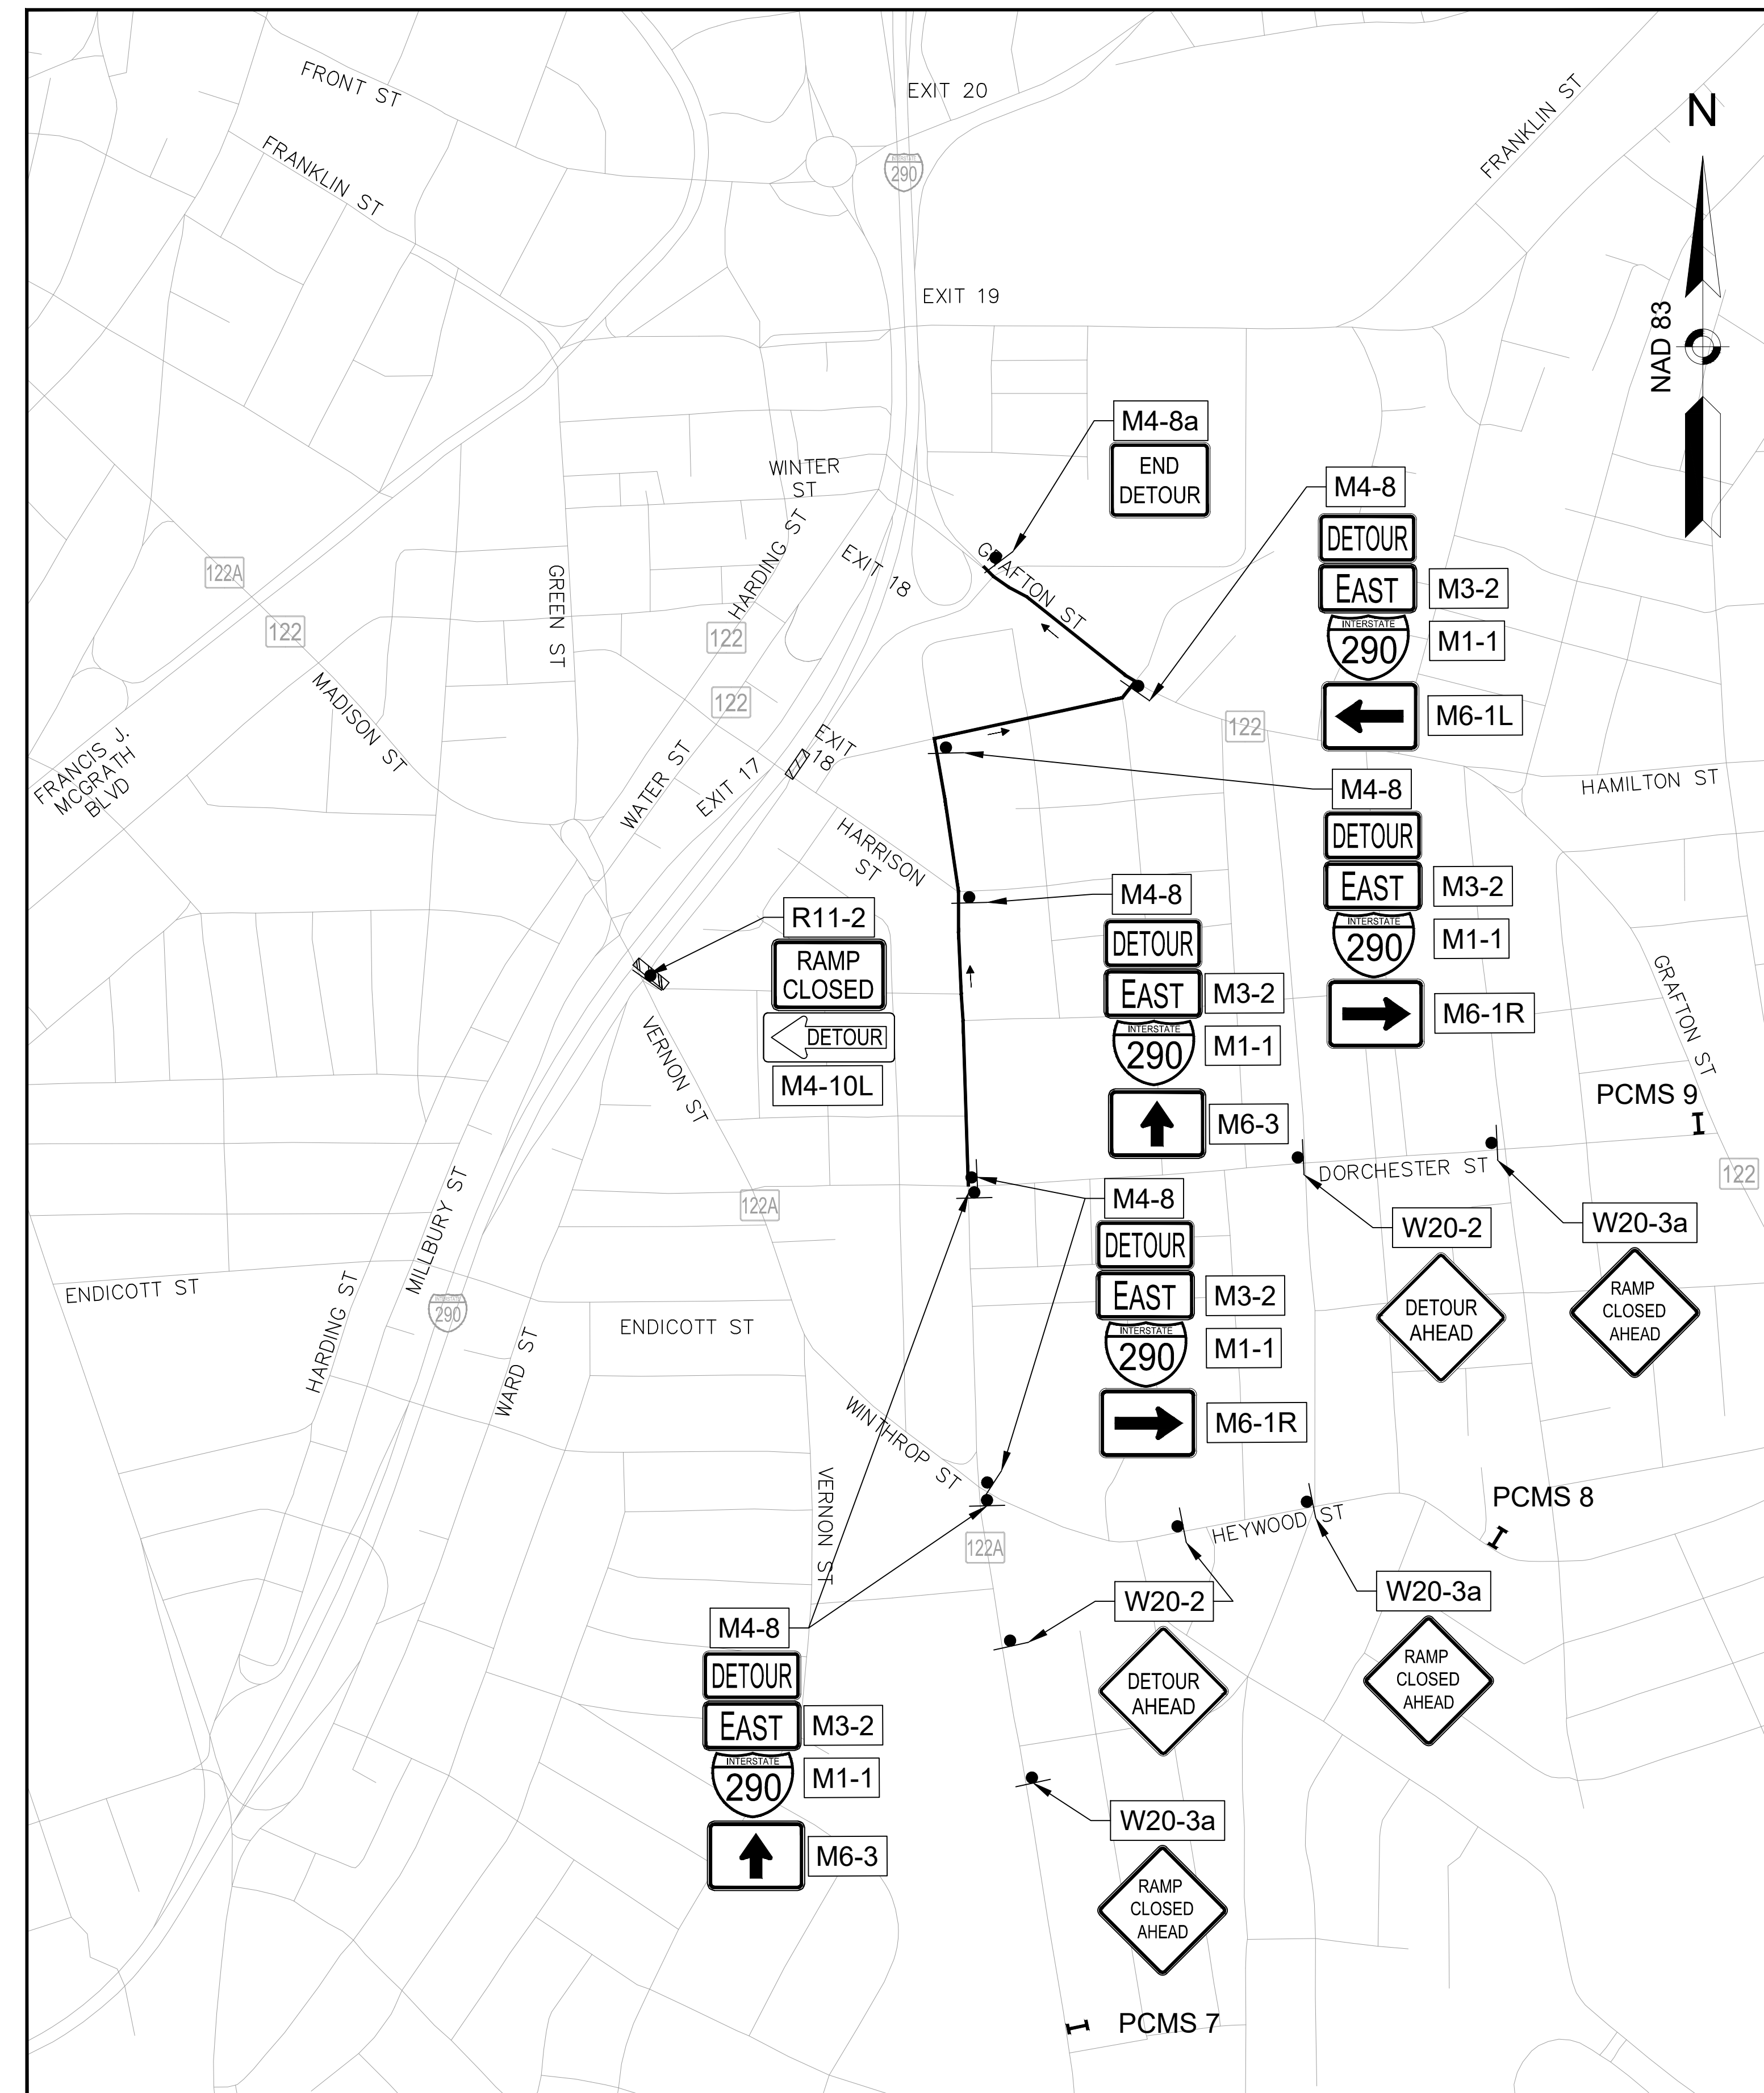 FRONT ST
EXIT 20
FRANKLIN ST
N
FRANKLIN ST
INTERSTATE
290
EXIT 19
NAD 83
M4-8a
END
DETOUR
WINTER
ST
M4-8
DETOUR
EAST
M3-2
INTERSTATE
290
M1-1
M6-1L
HARDING ST
EXIT 18
GRAFTON ST
122A
122
GREEN ST
122
122
MADISON ST
FRANCIS J.
MCGRATH
BLVD
WATER ST
EXIT 17
EXIT
18
122
HAMILTON ST
M4-8
DETOUR
EAST
M3-2
INTERSTATE
290
M1-1
M6-1R
HARRISON
ST
R11-2
RAMP
CLOSED
DETOUR
M4-10L
M4-8
DETOUR
EAST
M3-2
INTERSTATE
290
M1-1
M6-3
GRAFTON ST
VERNON ST
PCMS 9
DORCHESTER ST
122
122A
MILLBURY ST
M4-8
DETOUR
EAST
M3-2
INTERSTATE
290
M1-1
M6-1R
W20-2
DETOUR
AHEAD
W20-3a
RAMP
CLOSED
AHEAD
ENDICOTT ST
HARDING ST
INTERSTATE
290
WARD ST
ENDICOTT ST
WINTHROP ST
VERNON ST
122A
HEYWOOD ST
PCMS 8
W20-2
DETOUR
AHEAD
W20-3a
RAMP
CLOSED
AHEAD
M4-8
DETOUR
EAST
M3-2
INTERSTATE
290
M1-1
M6-3
W20-3a
RAMP
CLOSED
AHEAD
PCMS 7